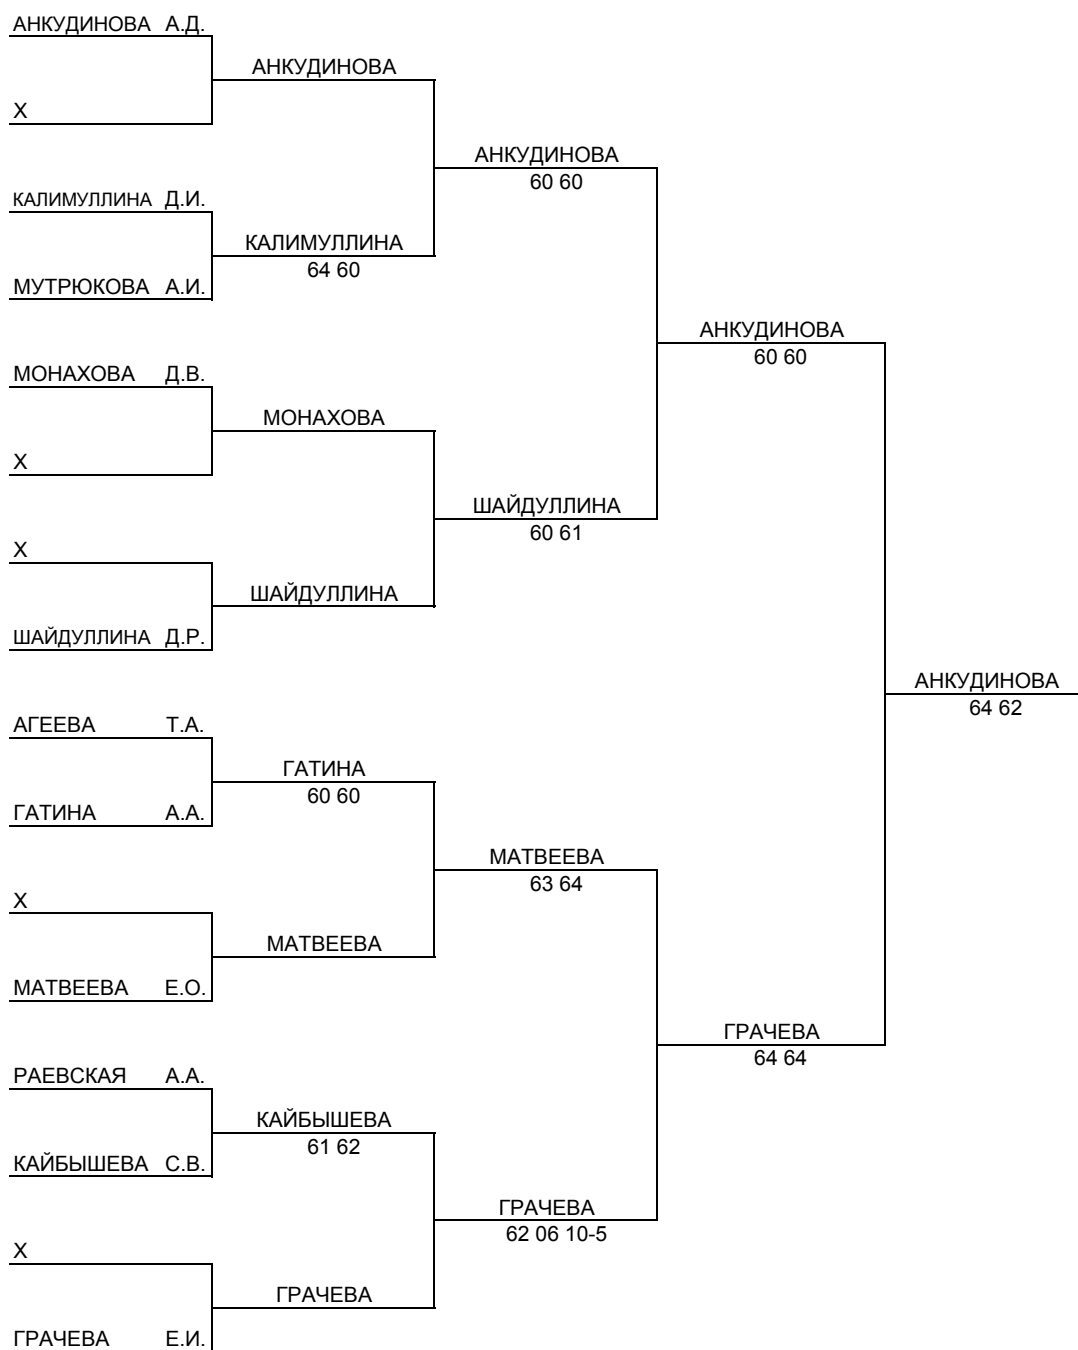 АНКУДИНОВА А.Д.
АНКУДИНОВА
Х
АНКУДИНОВА
60 60
КАЛИМУЛЛИНА Д.И.
КАЛИМУЛЛИНА
64 60
МУТРЮКОВА А.И.
АНКУДИНОВА
60 60
МОНАХОВА Д.В.
МОНАХОВА
Х
ШАЙДУЛЛИНА
60 61
Х
ШАЙДУЛЛИНА
ШАЙДУЛЛИНА Д.Р.
АНКУДИНОВА
64 62
АГЕЕВА Т.А.
ГАТИНА
60 60
ГАТИНА А.А.
МАТВЕЕВА
63 64
Х
МАТВЕЕВА
МАТВЕЕВА Е.О.
ГРАЧЕВА
64 64
РАЕВСКАЯ А.А.
КАЙБЫШЕВА
61 62
КАЙБЫШЕВА С.В.
ГРАЧЕВА
62 06 10-5
Х
ГРАЧЕВА
ГРАЧЕВА Е.И.